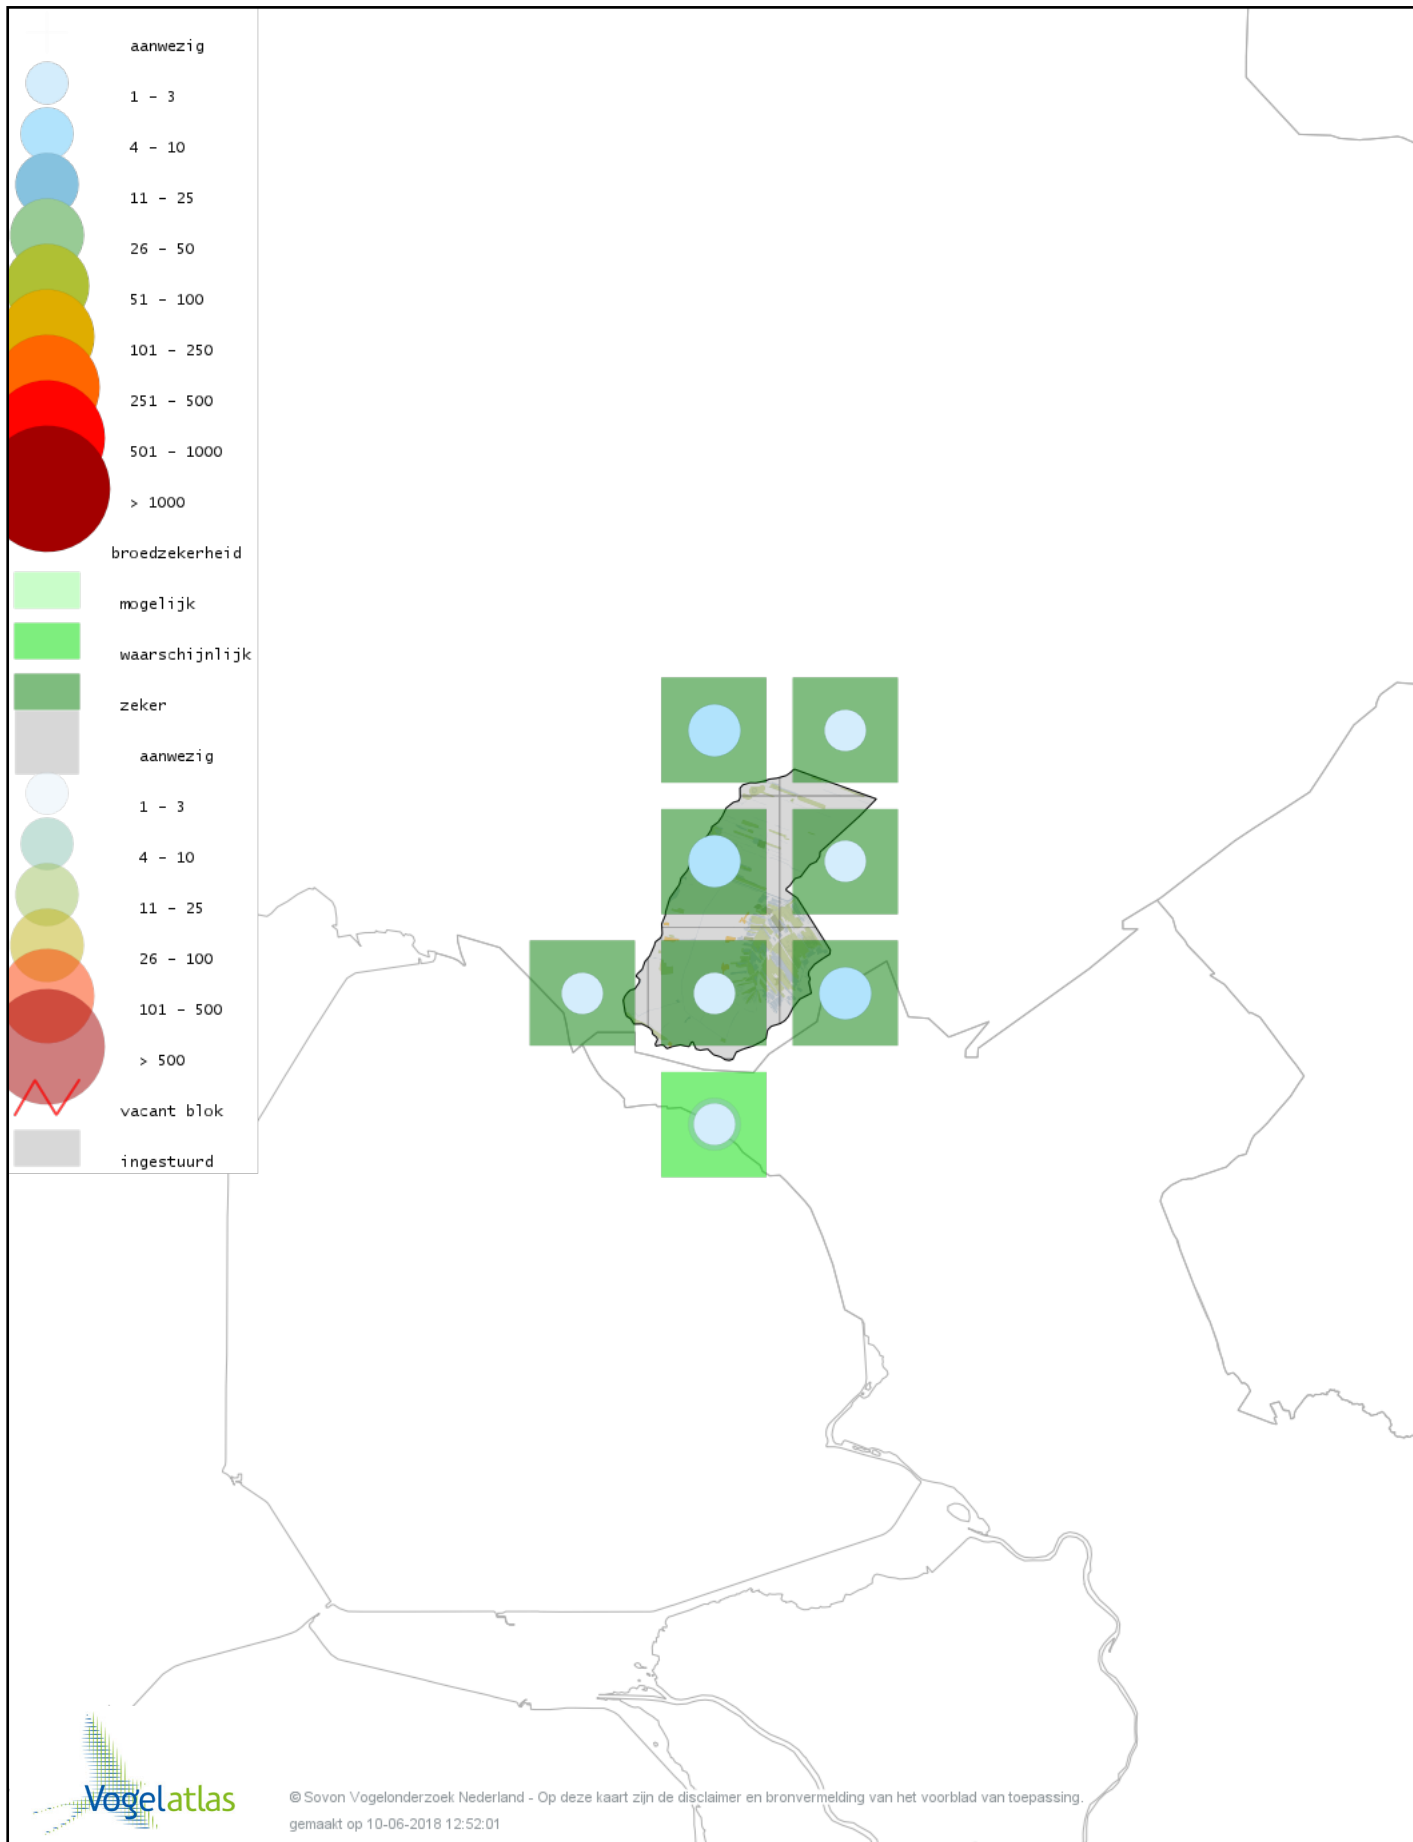 aanwezig
1 - 3
4 - 10
11 - 25
26 - 50
51 - 100
101 - 250
251 - 500
501 - 1000
> 1000
broedzekerheid
mogelijk
waarschijnlijk
zeker
aanwezig
1 - 3
4 - 10
11 - 25
26 - 100
101 - 500
> 500
vacant blok
ingestuurd
Vogelatlas
© Sovon Vogelonderzoek Nederland - Op deze kaart zijn de disclaimer en bronvermelding van het voorblad van toepassing.
gemaakt op 10-06-2018 12:52:01